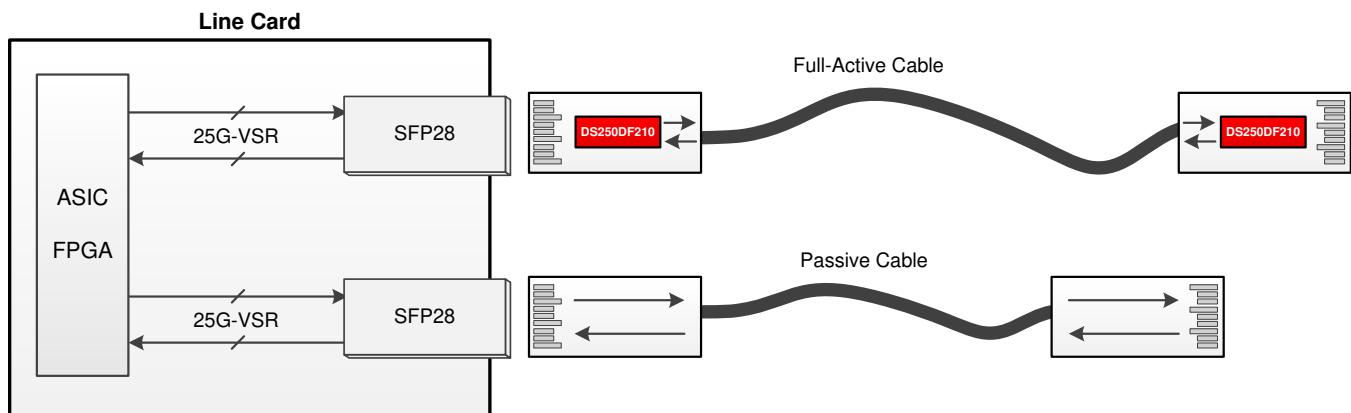 Line Card
Full-Active Cable
SFP28
25G-VSR
DS250DF210
DS250DF210
ASIC
FPGA
Passive Cable
SFP28
25G-VSR